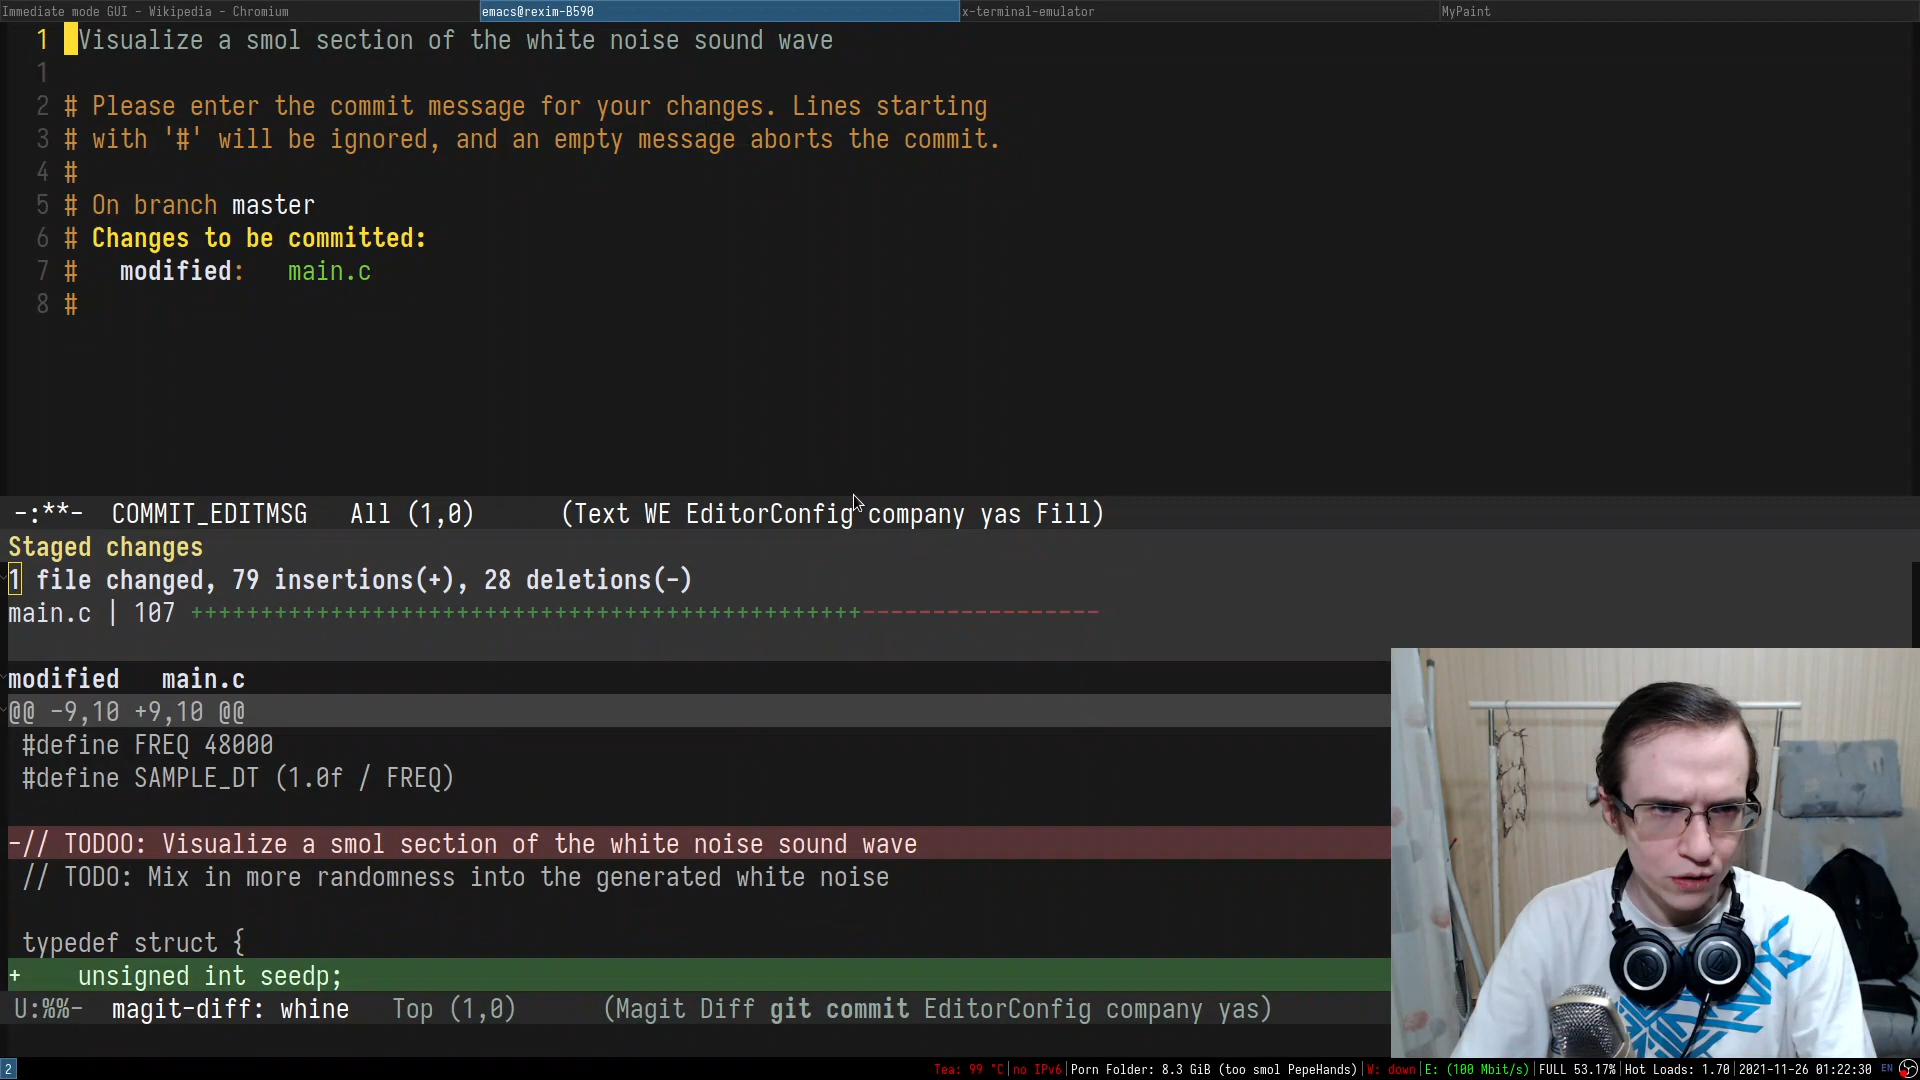 Immediate mode GUI - Wikipedia - Chromium
emacs@rexim-B590
x-terminal-emulator
MyPaint
1 Visualize a smol section of the white noise sound wave
1
2 # Please enter the commit message for your changes. Lines starting
3 # with '#' will be ignored, and an empty message aborts the commit.
4 #
5 # On branch master
6 # Changes to be committed:
7 #   modified:   main.c
8 #
-:**-  COMMIT_EDITMSG   All (1,0)      (Text WE EditorConfig company yas Fill)
Staged changes
1 file changed, 79 insertions(+), 28 deletions(-)
main.c | 107 ++++++++++++++++++++++++++++++++++++++++++++++++-----------------
modified   main.c
@@ -9,10 +9,10 @@
#define FREQ 48000
#define SAMPLE_DT (1.0f / FREQ)
-// TODOO: Visualize a smol section of the white noise sound wave
// TODO: Mix in more randomness into the generated white noise
typedef struct {
+    unsigned int seedp;
U:%%-  magit-diff: whine   Top (1,0)      (Magit Diff git commit EditorConfig company yas)
2
Tea: 99 °C|no IPv6|Porn Folder: 8.3 GiB (too smol PepeHands)|W: down|E: (100 Mbit/s)|FULL 53.17%|Hot Loads: 1.70|2021-11-26 01:22:30 EN